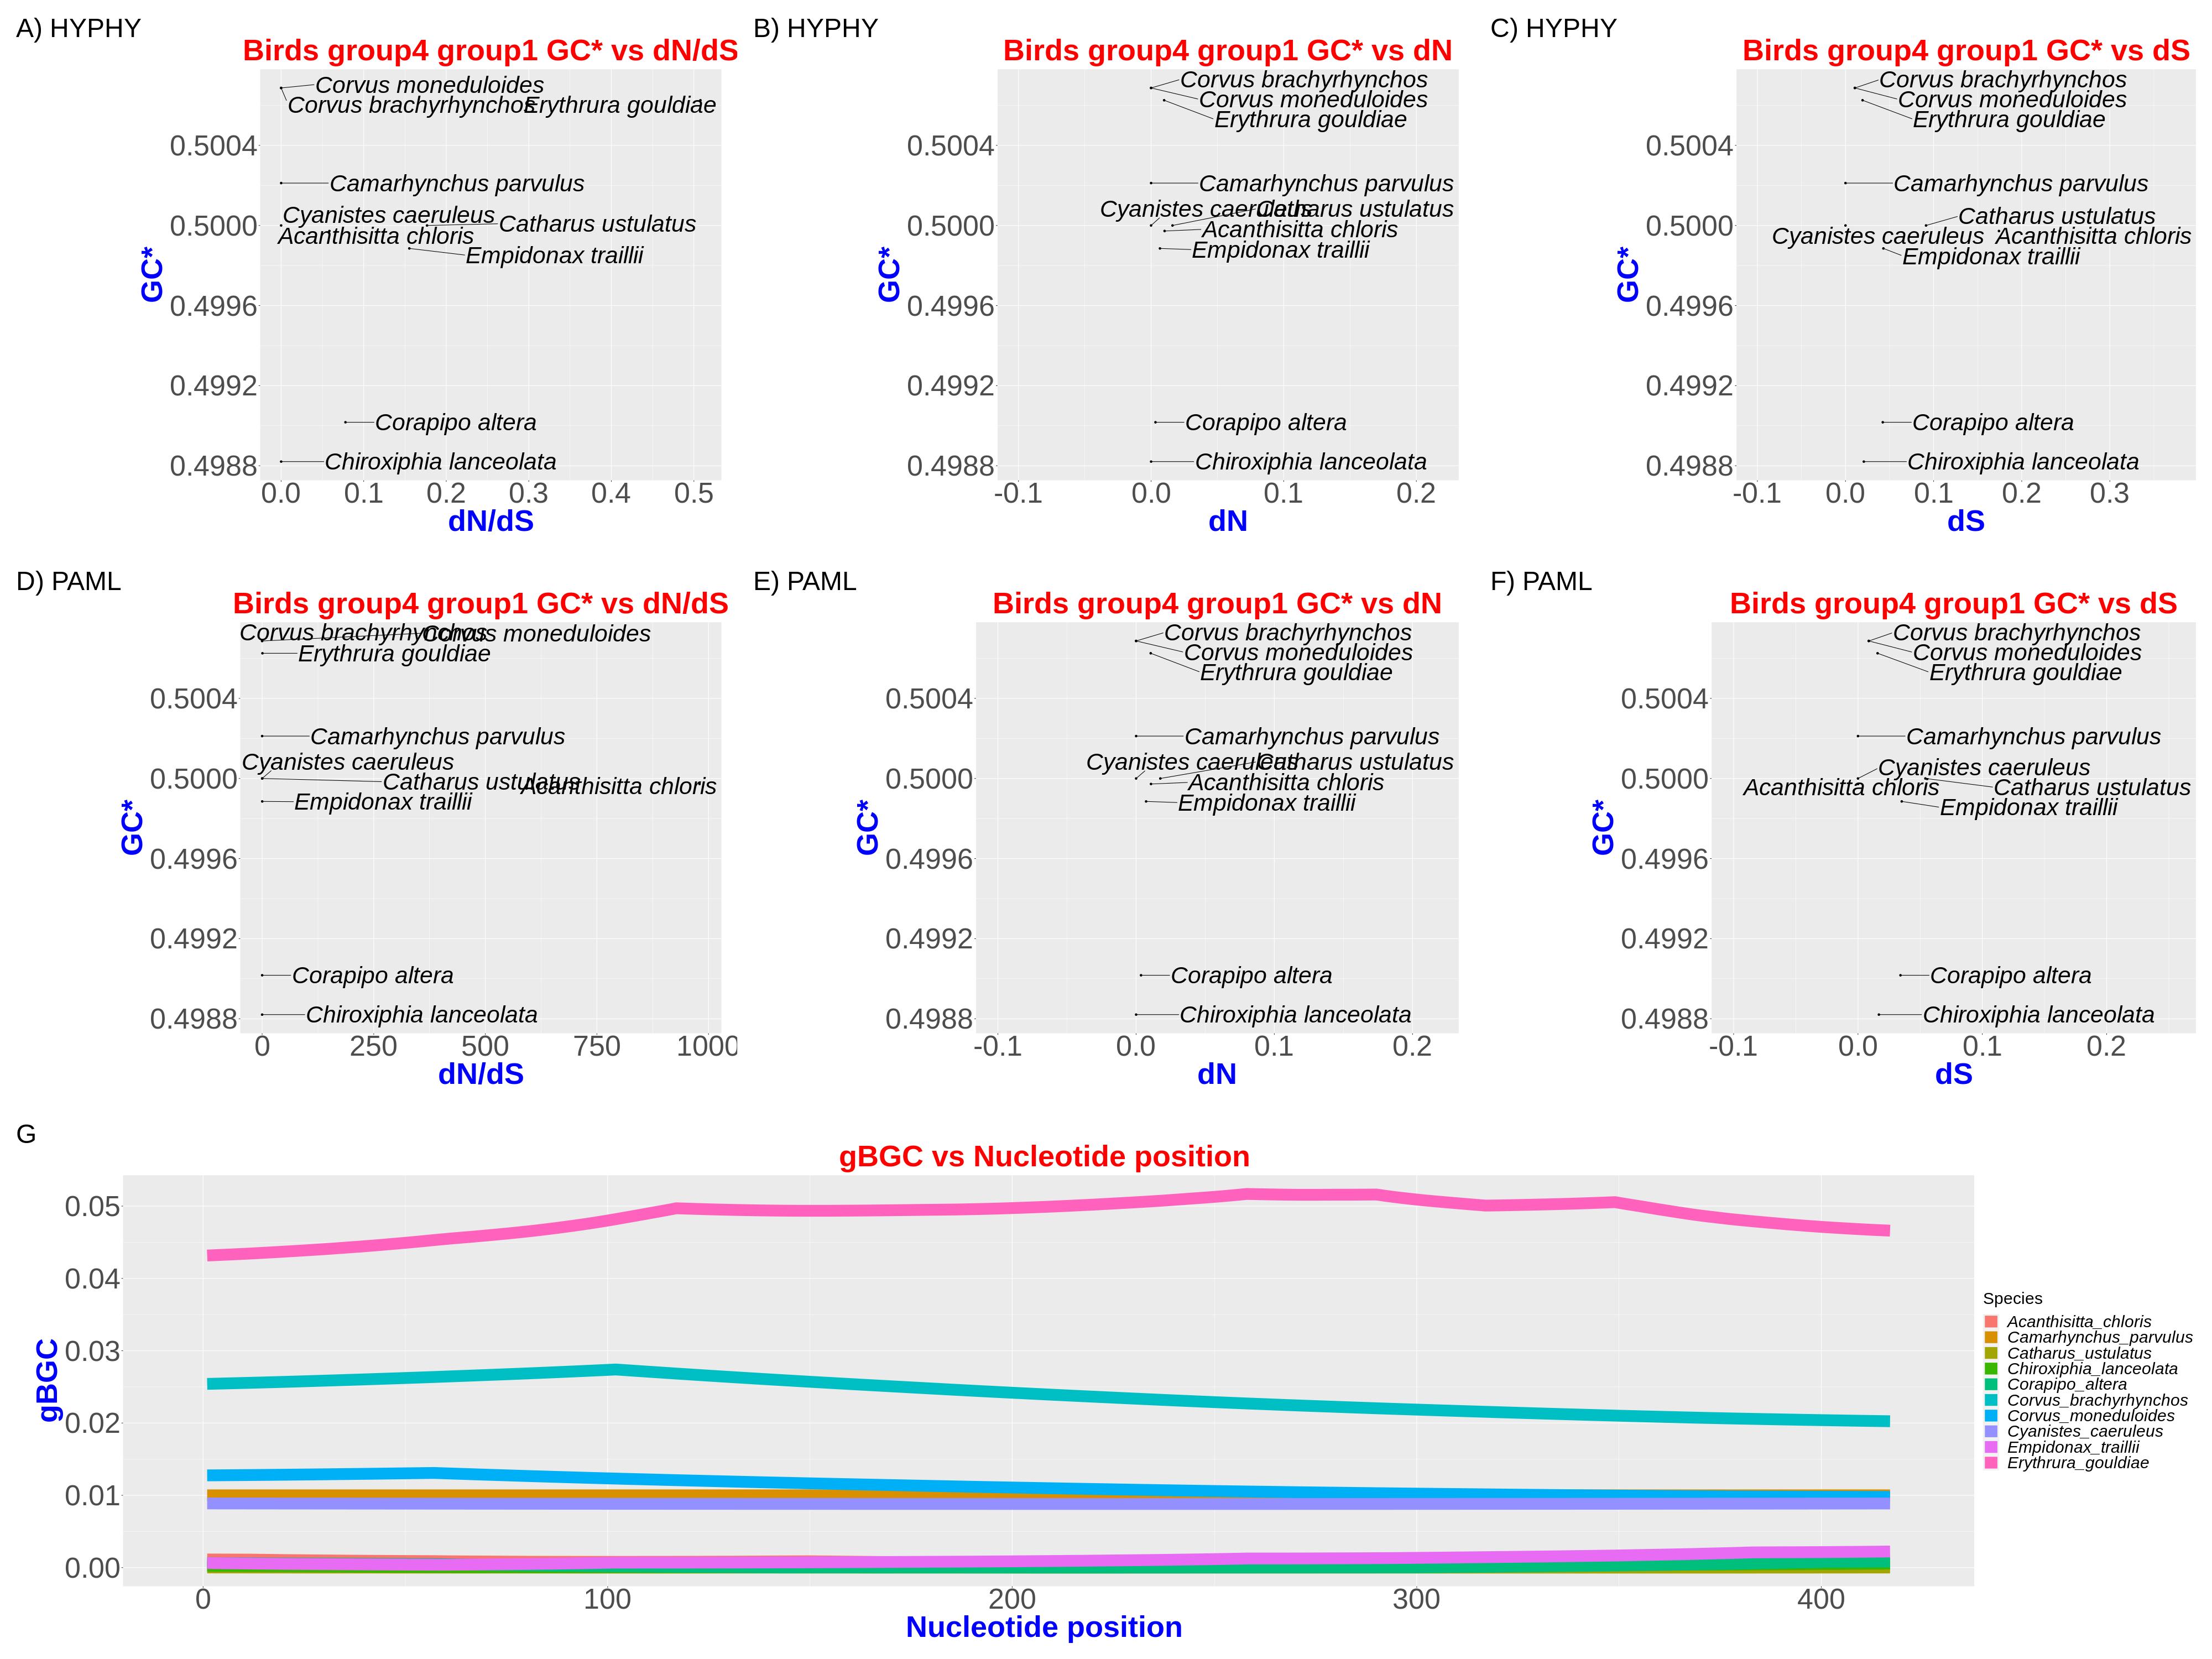 A) HYPHY
Birds group4 group1 GC* vs dN/dS
Corvus moneduloides
Corvus brachyrhynchos
Erythrura gouldiae
0.5004
Camarhynchus parvulus
Cyanistes caeruleus
0.5000
Catharus ustulatus
Acanthisitta chloris
Empidonax traillii
GC*
0.4996
0.4992
Corapipo altera
0.4988
Chiroxiphia lanceolata
0.0 0.1 0.2 0.3 0.4 0.5
dN/dS
B) HYPHY
Birds group4 group1 GC* vs dN
Corvus brachyrhynchos
Corvus moneduloides
Erythrura gouldiae
0.5004
Camarhynchus parvulus
Cyanistes caeruleus
Catharus ustulatus
0.5000
Acanthisitta chloris
Empidonax traillii
GC*
0.4996
0.4992
Corapipo altera
0.4988
Chiroxiphia lanceolata
-0.1 0.0 0.1 0.2
dN
C) HYPHY
Birds group4 group1 GC* vs dS
Corvus brachyrhynchos
Corvus moneduloides
Erythrura gouldiae
0.5004
Camarhynchus parvulus
Catharus ustulatus
0.5000
Cyanistes caeruleus
Acanthisitta chloris
Empidonax traillii
GC*
0.4996
0.4992
Corapipo altera
0.4988
Chiroxiphia lanceolata
-0.1 0.0 0.1 0.2 0.3
dS
D) PAML
Birds group4 group1 GC* vs dN/dS
Corvus brachyrhynchos
Corvus moneduloides
Erythrura gouldiae
0.5004
Camarhynchus parvulus
Cyanistes caeruleus
0.5000
Catharus ustulatus
Acanthisitta chloris
Empidonax traillii
GC*
0.4996
0.4992
Corapipo altera
0.4988
Chiroxiphia lanceolata
0 250 500 750 1000
dN/dS
E) PAML
Birds group4 group1 GC* vs dN
Corvus brachyrhynchos
Corvus moneduloides
Erythrura gouldiae
0.5004
Camarhynchus parvulus
Cyanistes caeruleus
Catharus ustulatus
0.5000
Acanthisitta chloris
Empidonax traillii
GC*
0.4996
0.4992
Corapipo altera
0.4988
Chiroxiphia lanceolata
-0.1 0.0 0.1 0.2
dN
F) PAML
Birds group4 group1 GC* vs dS
Corvus brachyrhynchos
Corvus moneduloides
Erythrura gouldiae
0.5004
Camarhynchus parvulus
Cyanistes caeruleus
0.5000
Acanthisitta chloris
Catharus ustulatus
Empidonax traillii
GC*
0.4996
0.4992
Corapipo altera
0.4988
Chiroxiphia lanceolata
-0.1 0.0 0.1 0.2
dS
G
gBGC vs Nucleotide position
0.05
0.04
0.03
0.02
0.01
0.00
gBGC
0 100 200 300 400
Nucleotide position
Species
Acanthisitta_chloris
Camarhynchus_parvulus
Catharus_ustulatus
Chiroxiphia_lanceolata
Corapipo_altera
Corvus_brachyrhynchos
Corvus_moneduloides
Cyanistes_caeruleus
Empidonax_traillii
Erythrura_gouldiae